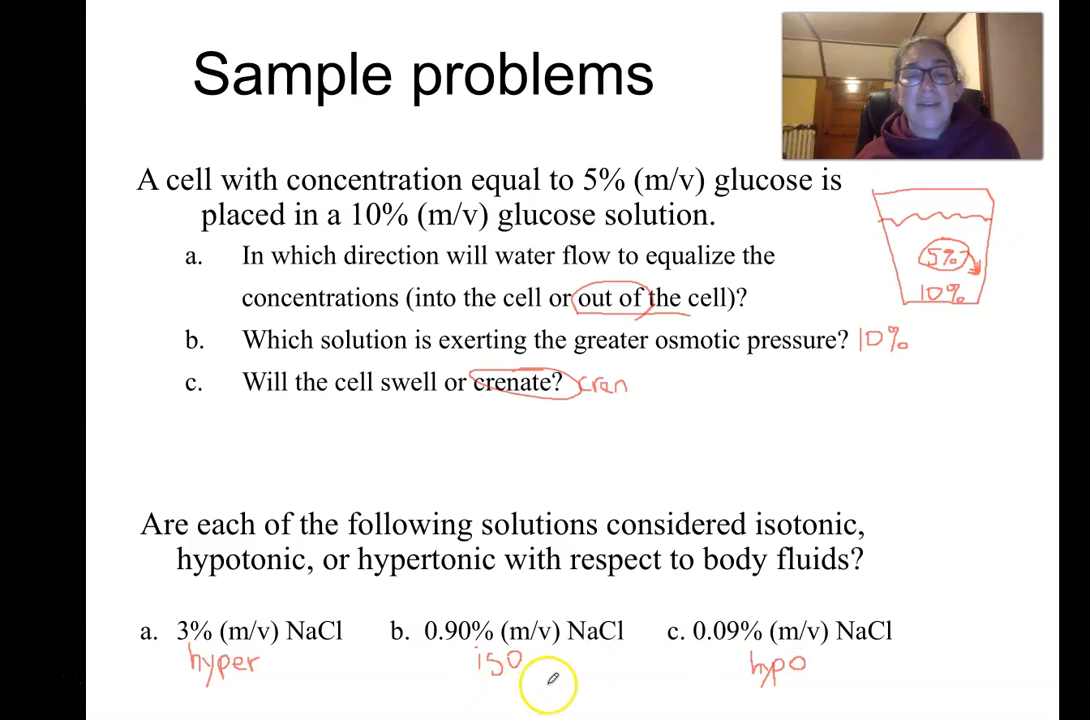 Sample problems
A cell with concentration equal to 5% (m/v) glucose is
placed in a 10% (m/v) glucose solution.
a. In which direction will water flow to equalize the
concentrations (into the cell or out of the cell)?
b. Which solution is exerting the greater osmotic pressure? 10%
c. Will the cell swell or crenate? cren
5%
10%
Are each of the following solutions considered isotonic,
hypotonic, or hypertonic with respect to body fluids?
a. 3% (m/v) NaCl b. 0.90% (m/v) NaCl c. 0.09% (m/v) NaCl
hyper iso hypo